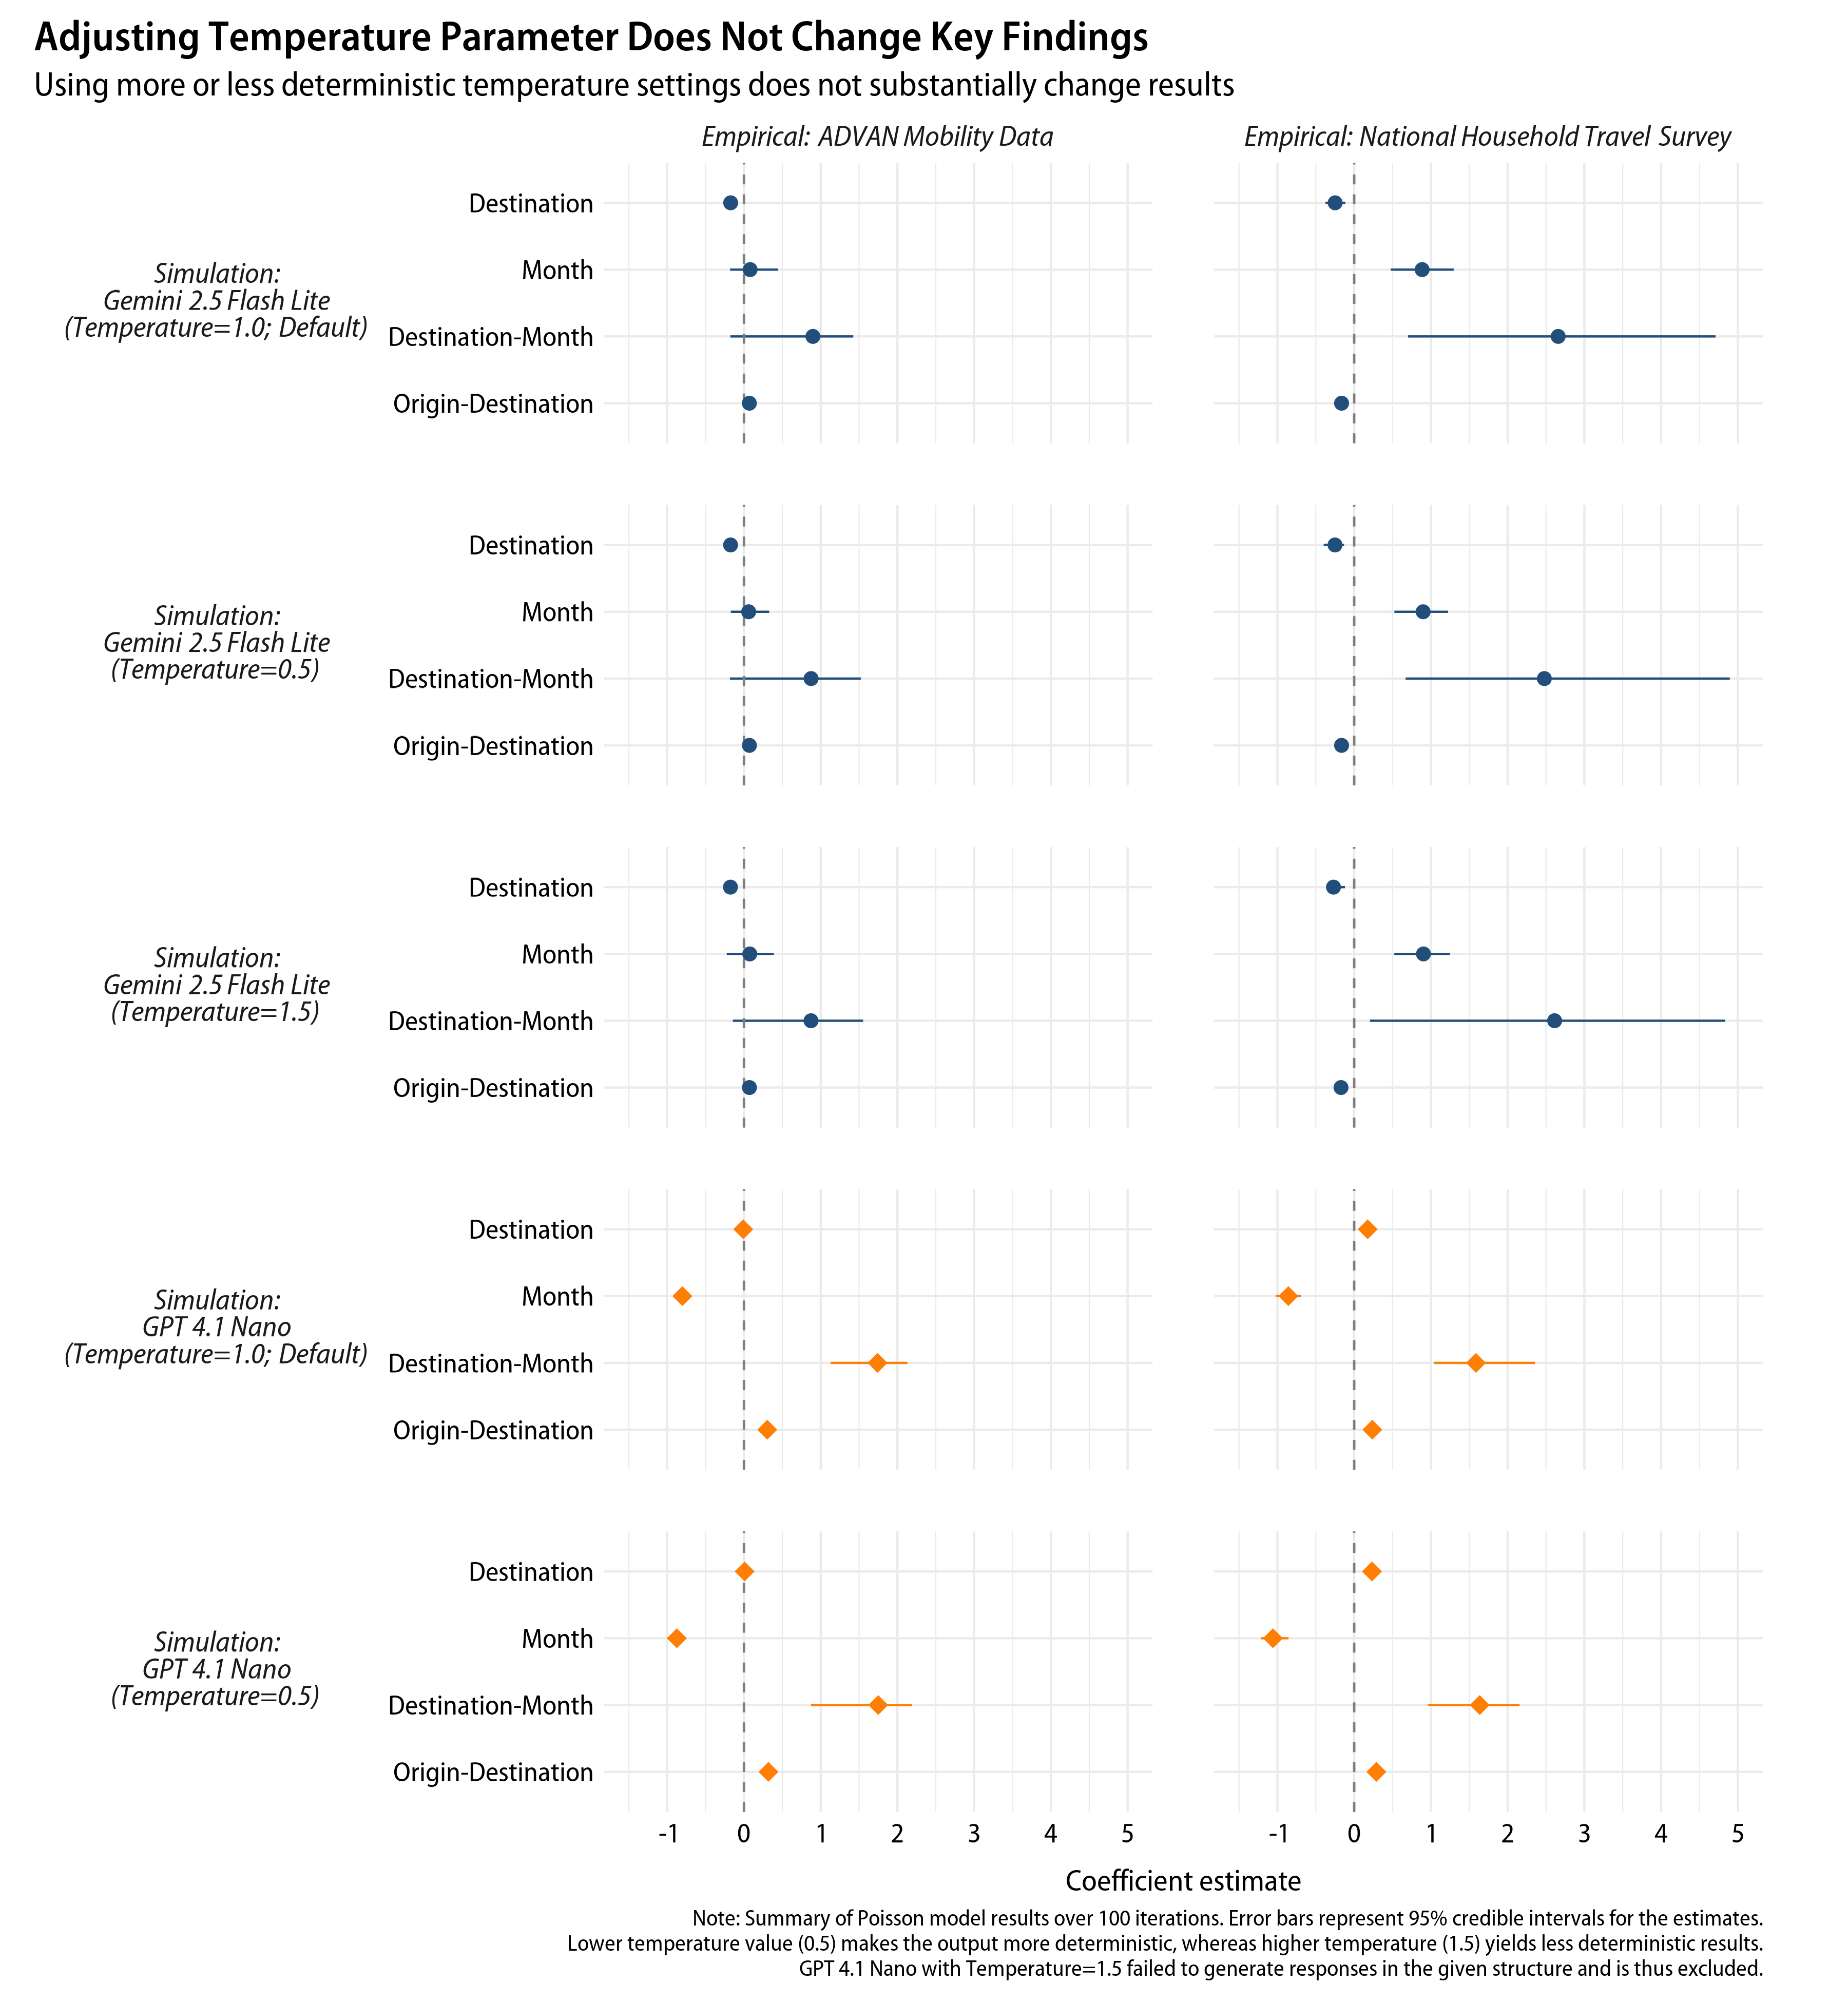 Adjusting Temperature Parameter Does Not Change Key Findings
Using more or less deterministic temperature settings does not substantially change results
Empirical: ADVAN Mobility Data
Empirical: National Household Travel Survey
Simulation:
Gemini 2.5 Flash Lite
(Temperature=1.0; Default)
Destination
Month
Destination-Month
Origin-Destination
Simulation:
Gemini 2.5 Flash Lite
(Temperature=0.5)
Destination
Month
Destination-Month
Origin-Destination
Simulation:
Gemini 2.5 Flash Lite
(Temperature=1.5)
Destination
Month
Destination-Month
Origin-Destination
Simulation:
GPT 4.1 Nano
(Temperature=1.0; Default)
Destination
Month
Destination-Month
Origin-Destination
Simulation:
GPT 4.1 Nano
(Temperature=0.5)
Destination
Month
Destination-Month
Origin-Destination
-1 0 1 2 3 4 5
-1 0 1 2 3 4 5
Coefficient estimate
Note: Summary of Poisson model results over 100 iterations. Error bars represent 95% credible intervals for the estimates.
Lower temperature value (0.5) makes the output more deterministic, whereas higher temperature (1.5) yields less deterministic results.
GPT 4.1 Nano with Temperature=1.5 failed to generate responses in the given structure and is thus excluded.